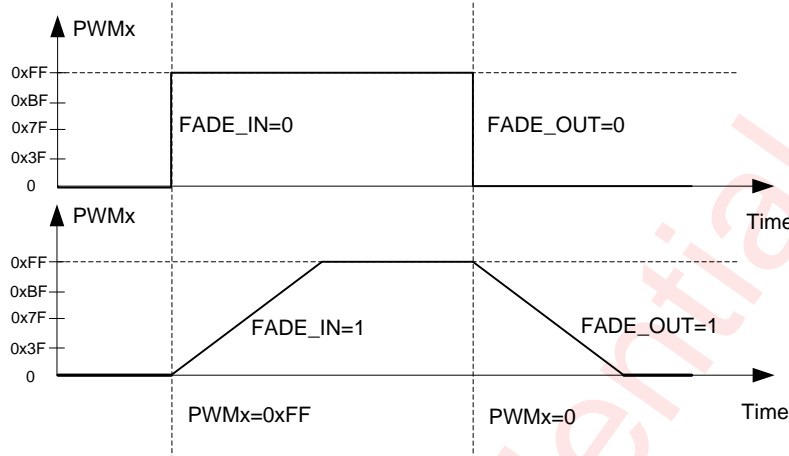 PWMx
0xFF
0xBF
0x7F
0x3F
0
FADE_IN=0
FADE_OUT=0
Time
PWMx
0xFF
0xBF
0x7F
0x3F
0
FADE_IN=1
FADE_OUT=1
Time
PWMx=0xFF
PWMx=0
ential